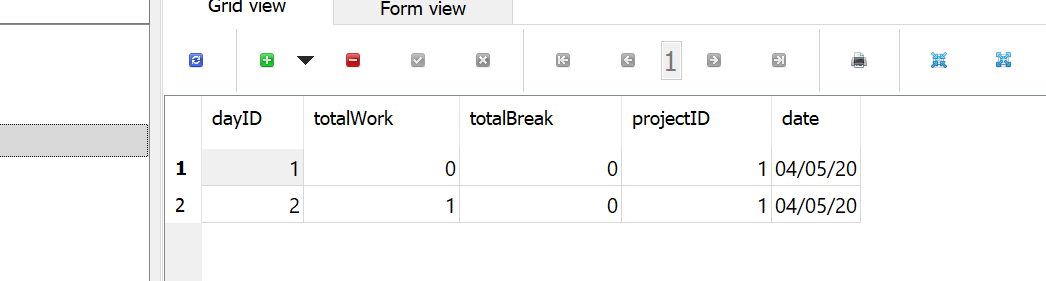 Grid view Form view
1
dayID totalWork totalBreak projectID date
1 1 0 0 1 04/05/20
2 2 1 0 1 04/05/20